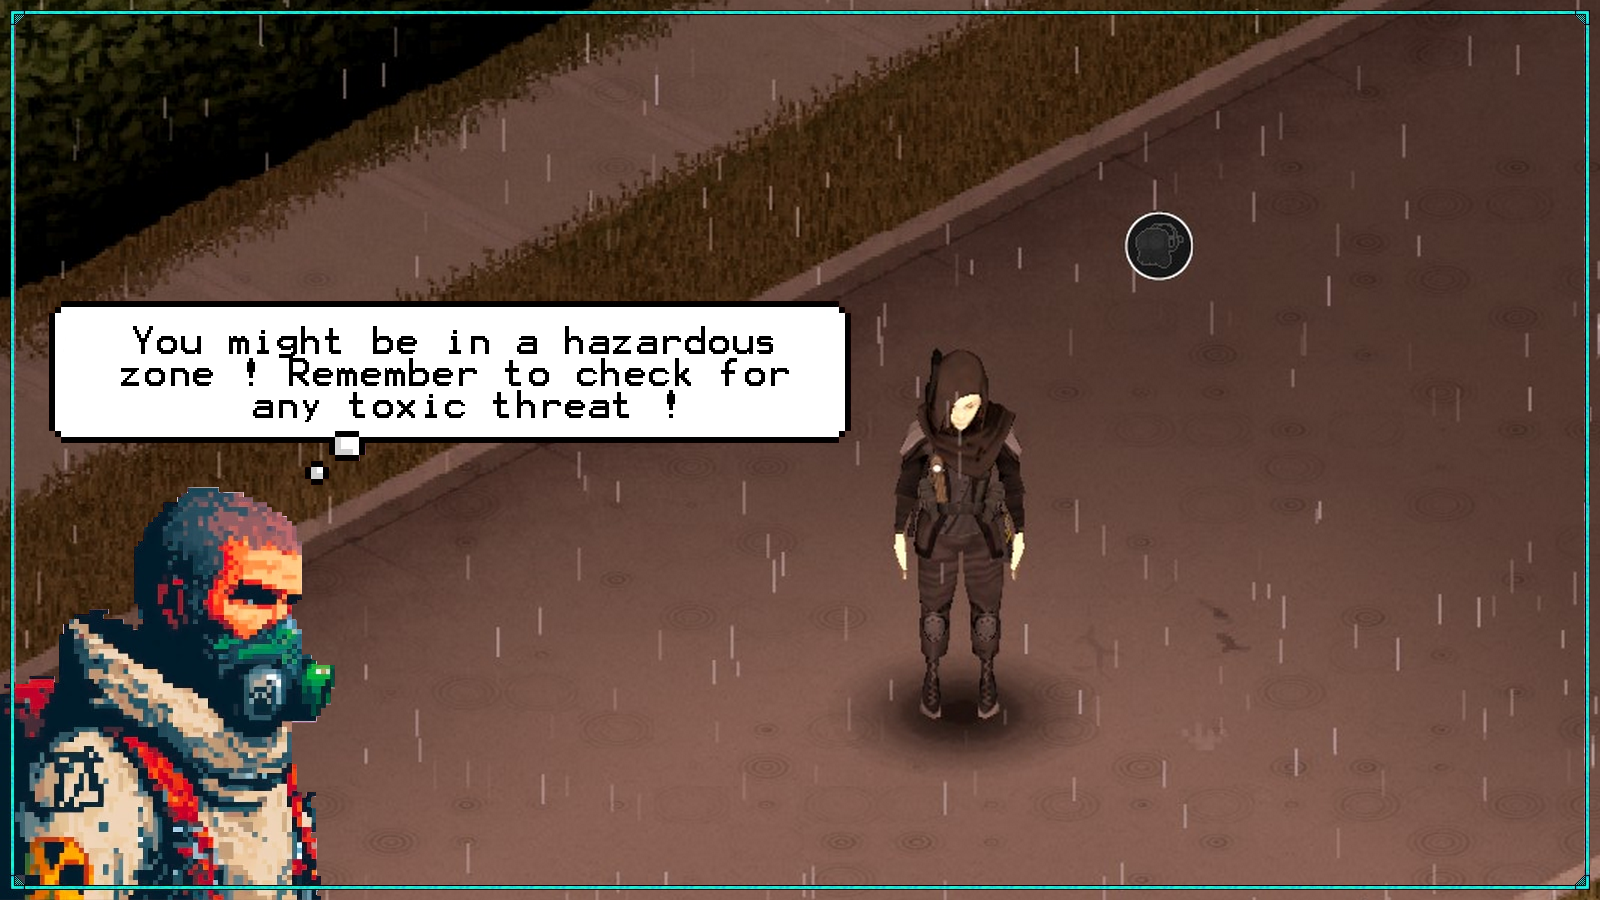 You might be in a hazardous
zone ! Remember to check for
any toxic threat !